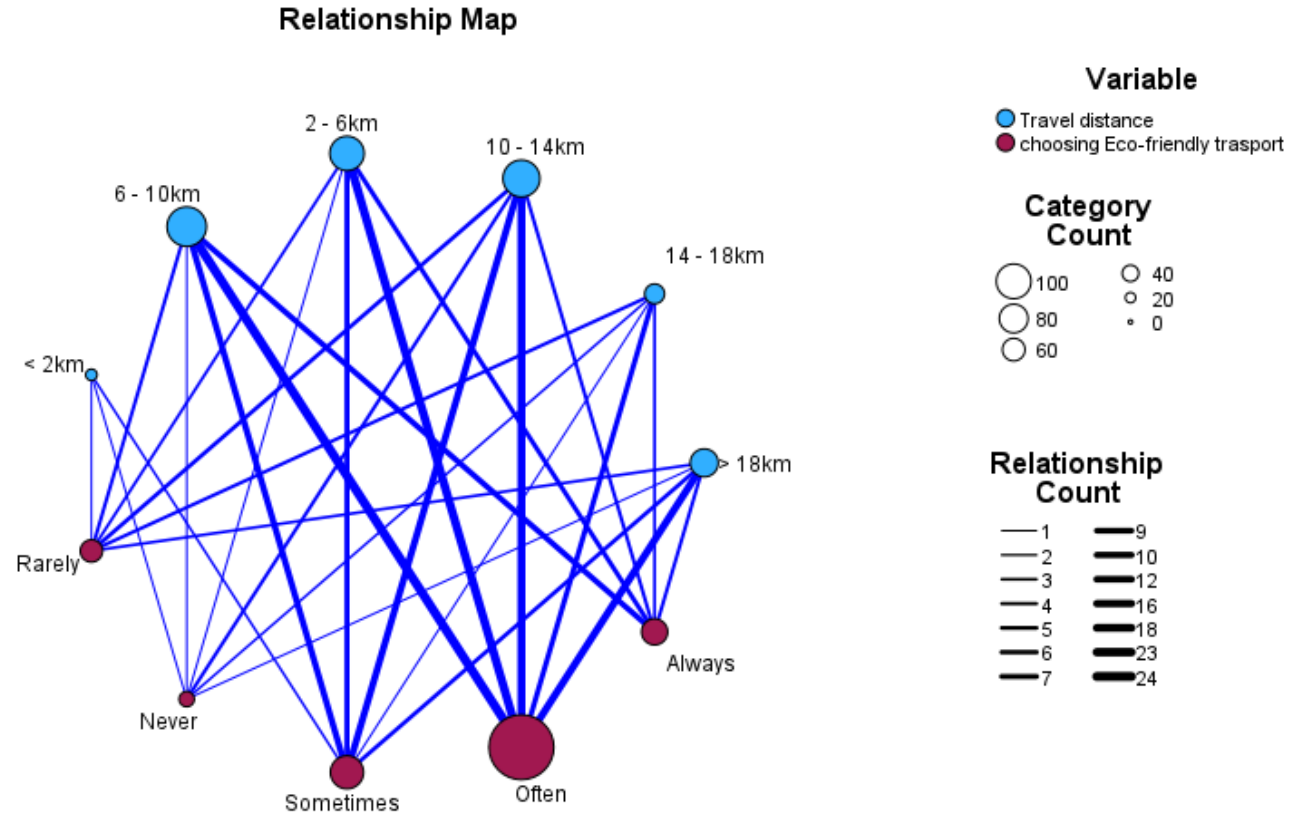 Relationship Map
2 - 6km
10 - 14km
6 - 10km
14 - 18km
< 2km
> 18km
Rarely
Always
Never
Sometimes
Often
Variable
Travel distance
choosing Eco-friendly trasport
Category
Count
100
80
60
40
20
0
Relationship
Count
1
2
3
4
5
6
7
9
10
12
16
18
23
24